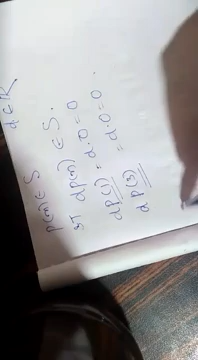 α ∈ R
p(x) ∈ S
ST αp(x) ∈ S.
αp(1) = α·0 = 0
= α·0 = 0.
αp(3)